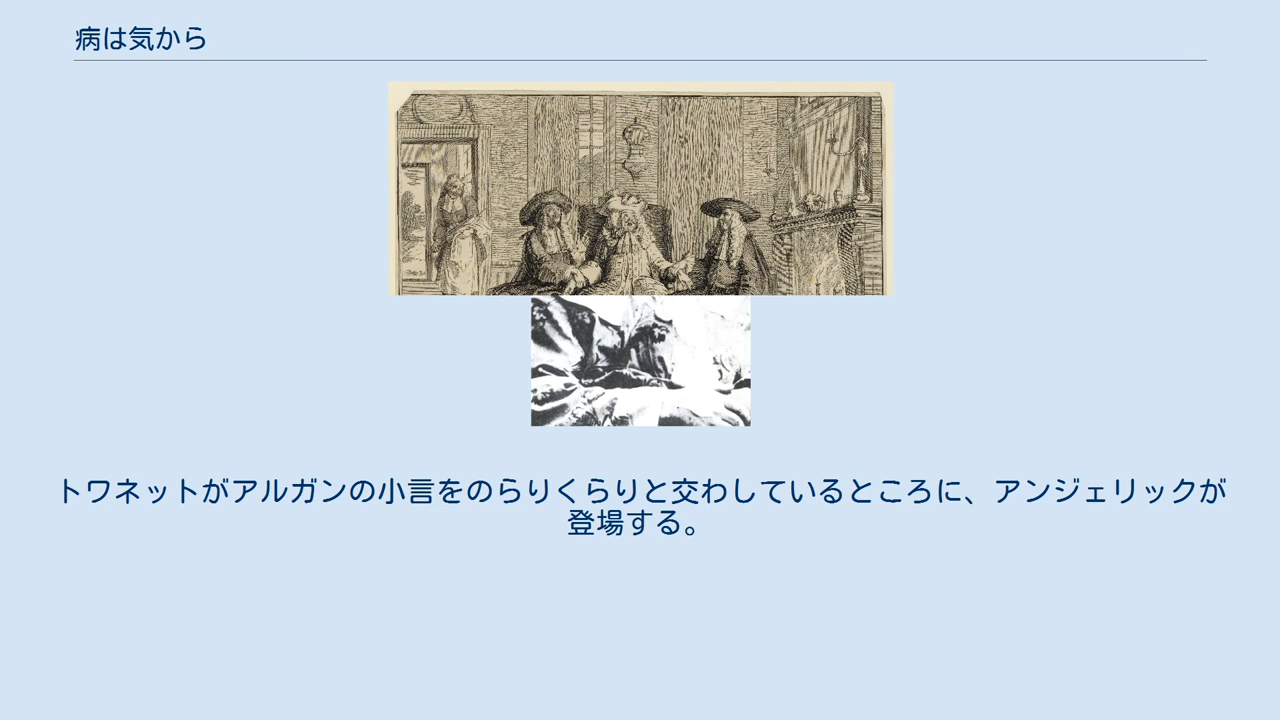 病は気から
トワネットがアルガンの小言をのらりくらりと交わしているところに、アンジェリックが
登場する。